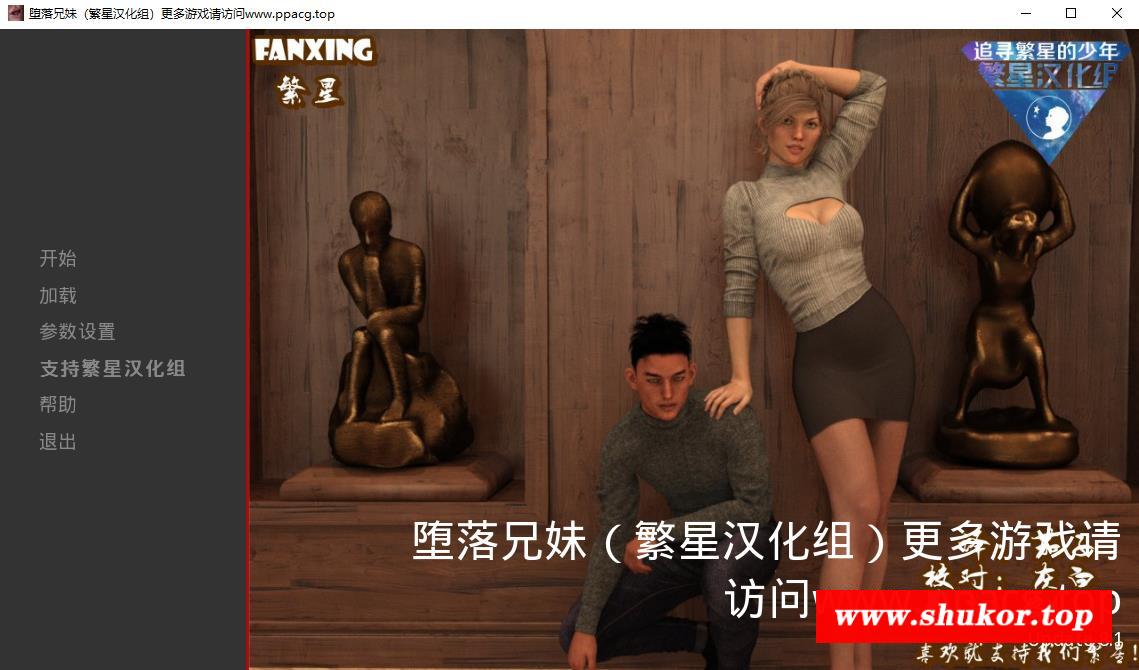 堕落兄妹（繁星汉化组）更多游戏请访问www.ppacg.top
FANXING
繁星
追寻繁星的少年
繁星汉化组
开始
加载
参数设置
支持繁星汉化组
帮助
退出
堕落兄妹（繁星汉化组）更多游戏请
访问
校对：灰白
www.shukor.top
喜欢就支持我们繁星！